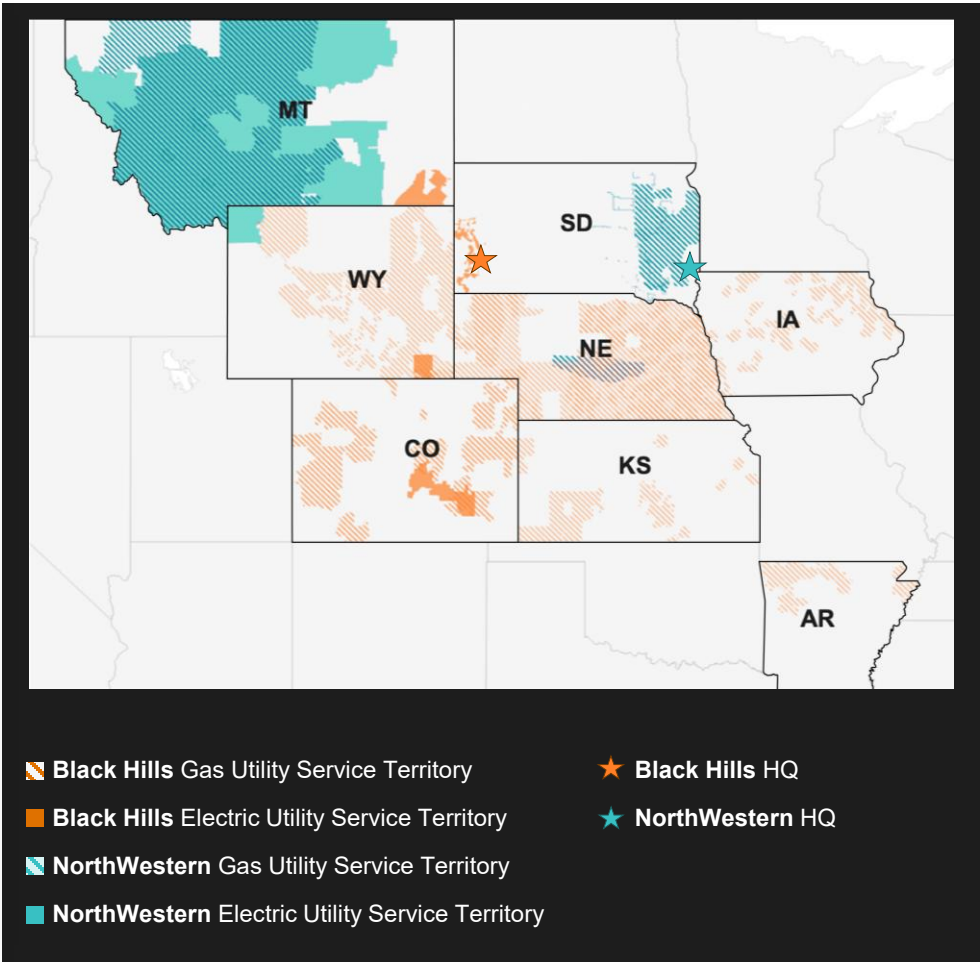 MT
SD
WY
IA
NE
CO
KS
AR
Black Hills Gas Utility Service Territory
Black Hills HQ
Black Hills Electric Utility Service Territory
NorthWestern HQ
NorthWestern Gas Utility Service Territory
NorthWestern Electric Utility Service Territory